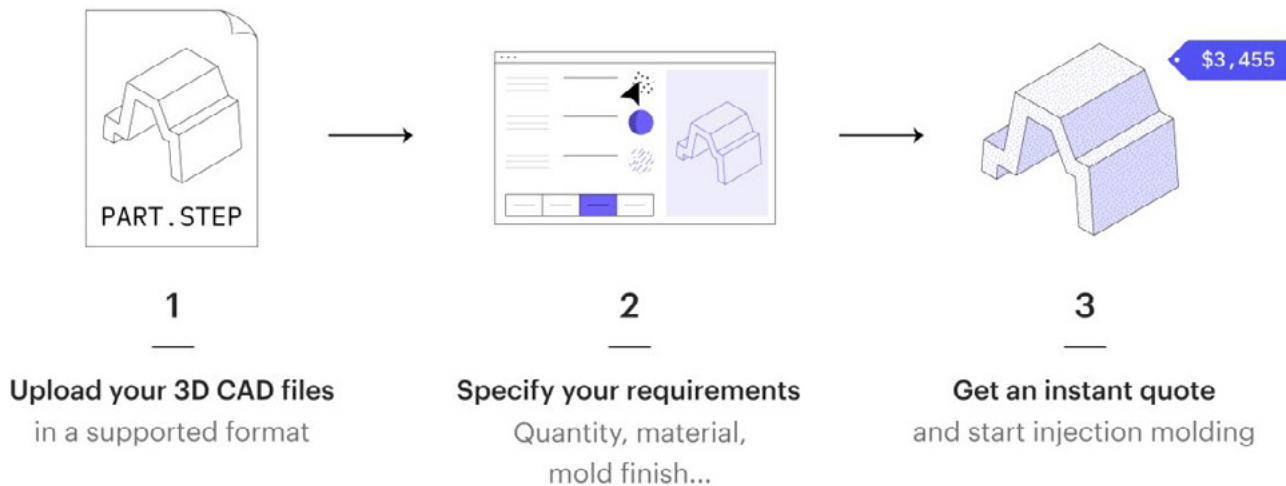 PART.STEP
$3,455
1
Upload your 3D CAD files
in a supported format
2
Specify your requirements
Quantity, material,
mold finish...
3
Get an instant quote
and start injection molding